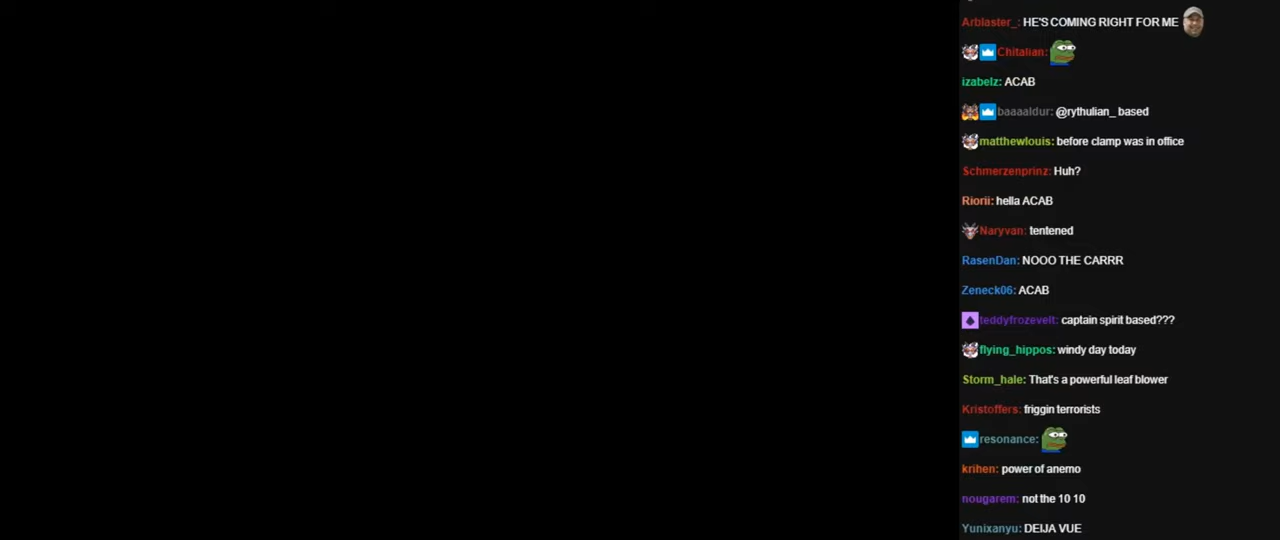 Arblaster_: HE'S COMING RIGHT FOR ME
Chitalian:
izabelz: ACAB
baaaaldur: @rythulian_ based
matthewlouis: before clamp was in office
Schmerzenprinz: Huh?
Riorii: hella ACAB
Naryvan: tentened
RasenDan: NOOO THE CARRR
Zeneck06: ACAB
teddyfrozevelt: captain spirit based???
flying_hippos: windy day today
Storm_hale: That's a powerful leaf blower
Kristoffers: friggin terrorists
resonance:
krihen: power of anemo
nougarem: not the 10 10
Yunixanyu: DEIJA VUE